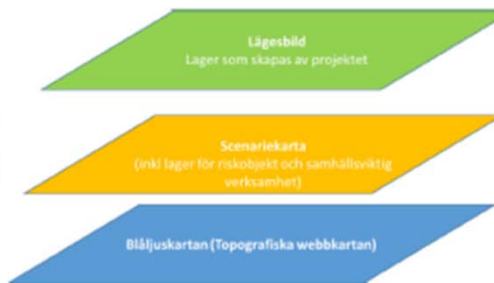 Lägesbild
Lager som skapas av projektet
Scenariekarta
(inkl lager för riskobjekt och samhällsviktig
verksamhet)
Blåljuskartan (Topografiska webbkartan)